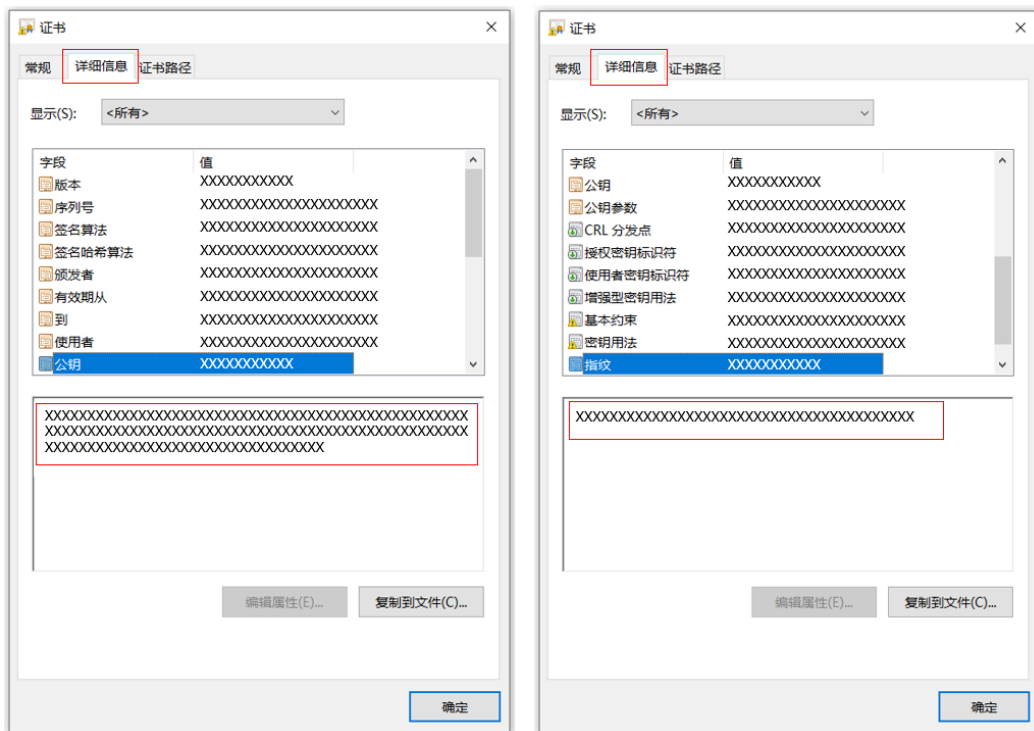 证书
常规 详细信息 证书路径
显示(S): <所有>
字段 值
版本 XXXXXXXXXXX
序列号 XXXXXXXXXXXXXXXXXXXXX
签名算法 XXXXXXXXXXXXXXXXXXXXX
签名哈希算法 XXXXXXXXXXXXXXXXXXXXX
颁发者 XXXXXXXXXXXXXXXXXXXXX
有效期从 XXXXXXXXXXXXXXXXXXXXX
到 XXXXXXXXXXXXXXXXXXXXX
使用者 XXXXXXXXXXXXXXXXXXXXX
公钥 XXXXXXXXXXX
XXXXXXXXXXXXXXXXXXXXXXXXXXXXXXXXXXXXXXXXXXXXXXXXXX
XXXXXXXXXXXXXXXXXXXXXXXXXXXXXXXXXXXXXXXXXXXXXXXXXX
XXXXXXXXXXXXXXXXXXXXXXXXXXXXXXXXX
编辑属性(E)... 复制到文件(C)...
确定
证书
常规 详细信息 证书路径
显示(S): <所有>
字段 值
公钥 XXXXXXXXXXX
公钥参数 XXXXXXXXXXXXXXXXXXXXX
CRL 分发点 XXXXXXXXXXXXXXXXXXXXX
授权密钥标识符 XXXXXXXXXXXXXXXXXXXXX
使用者密钥标识符 XXXXXXXXXXXXXXXXXXXXX
增强型密钥用法 XXXXXXXXXXXXXXXXXXXXX
基本约束 XXXXXXXXXXXXXXXXXXXXX
密钥用法 XXXXXXXXXXXXXXXXXXXXX
指纹 XXXXXXXXXXX
XXXXXXXXXXXXXXXXXXXXXXXXXXXXXXXXXXXXXXXX
编辑属性(E)... 复制到文件(C)...
确定